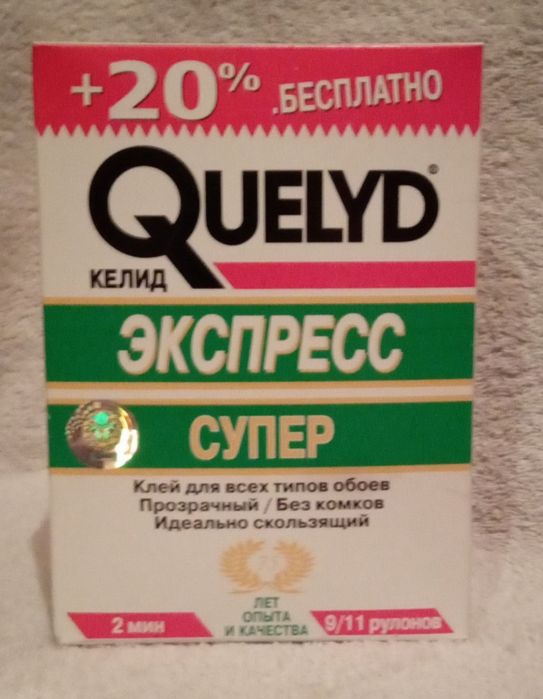 +20% .БЕСПЛАТНО
QUELYD®
КЕЛИД
ЭКСПРЕСС
СУПЕР
Клей для всех типов обоев
Прозрачный / Без комков
Идеально скользящий
ЛЕТ
ОПЫТА
И КАЧЕСТВА
2 мин
9/11 рулонов